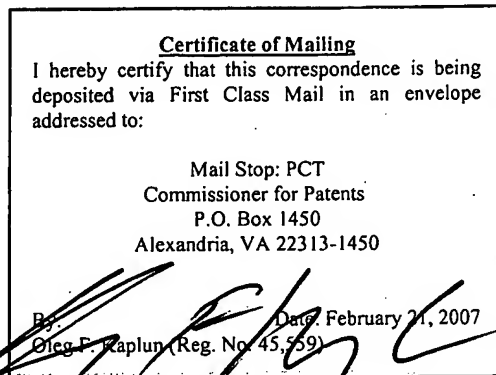 Certificate of Mailing
I hereby certify that this correspondence is being
deposited via First Class Mail in an envelope
addressed to:
Mail Stop: PCT
Commissioner for Patents
P.O. Box 1450
Alexandria, VA 22313-1450
By: Date: February 21, 2007
Oleg F. Kaplun (Reg. No. 45,559)